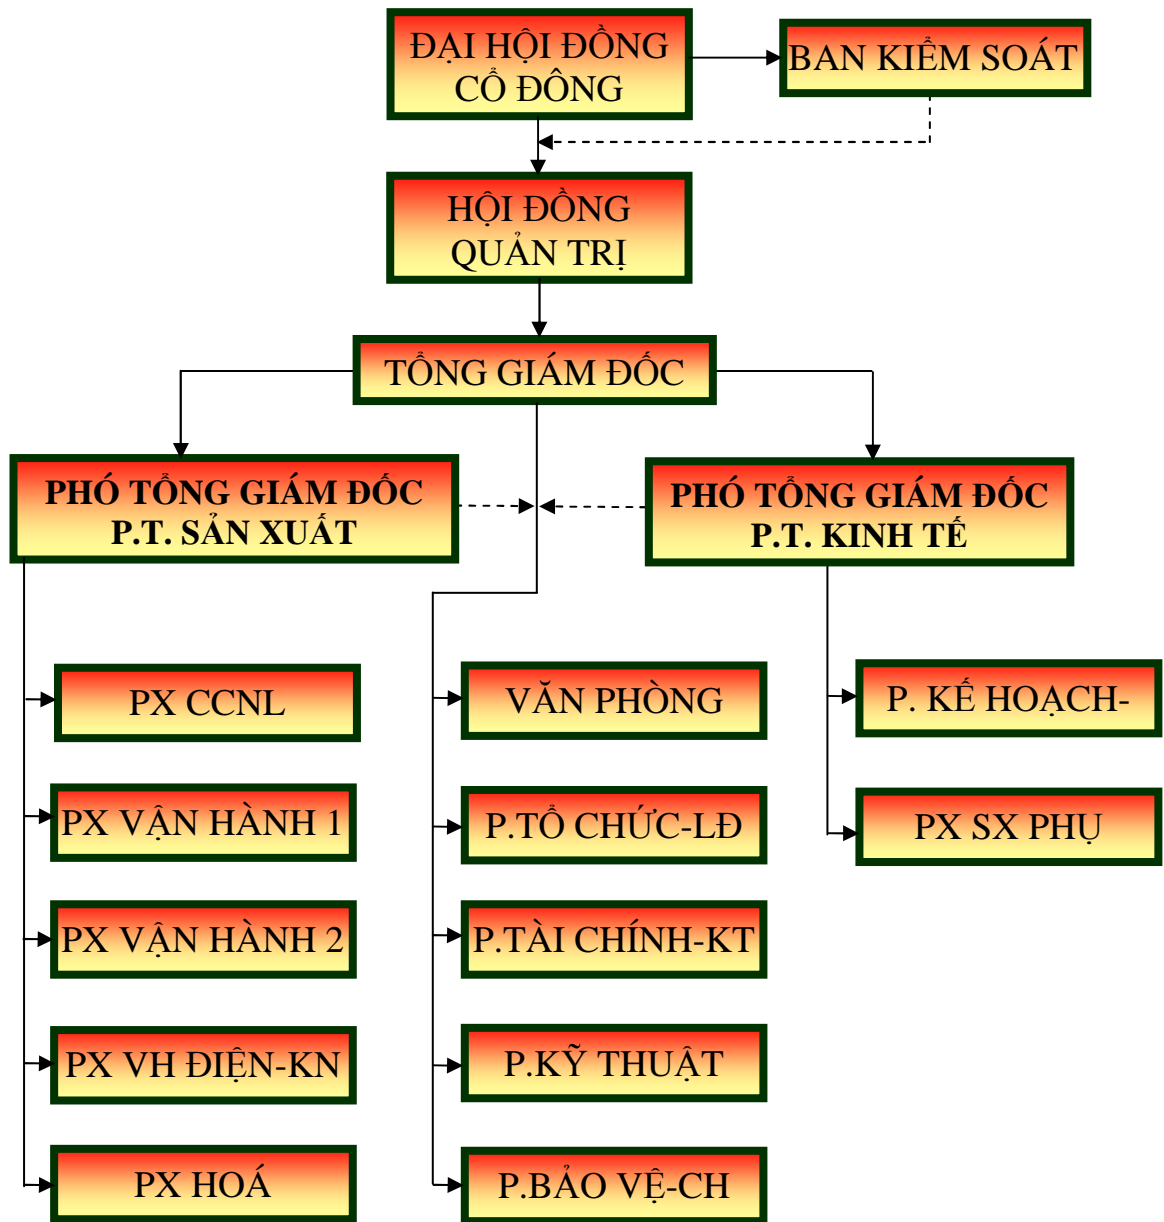 ĐẠI HỘI ĐỒNG
CỔ ĐÔNG
BAN KIỂM SOÁT
HỘI ĐỒNG
QUẢN TRỊ
TỔNG GIÁM ĐỐC
PHÓ TỔNG GIÁM ĐỐC
P.T. SẢN XUẤT
PHÓ TỔNG GIÁM ĐỐC
P.T. KINH TẾ
PX CCNL
PX VẬN HÀNH 1
PX VẬN HÀNH 2
PX VH ĐIỆN-KN
PX HOÁ
VĂN PHÒNG
P.TỔ CHỨC-LĐ
P.TÀI CHÍNH-KT
P.KỸ THUẬT
P.BẢO VỆ-CH
P. KẾ HOẠCH-
PX SX PHỤ